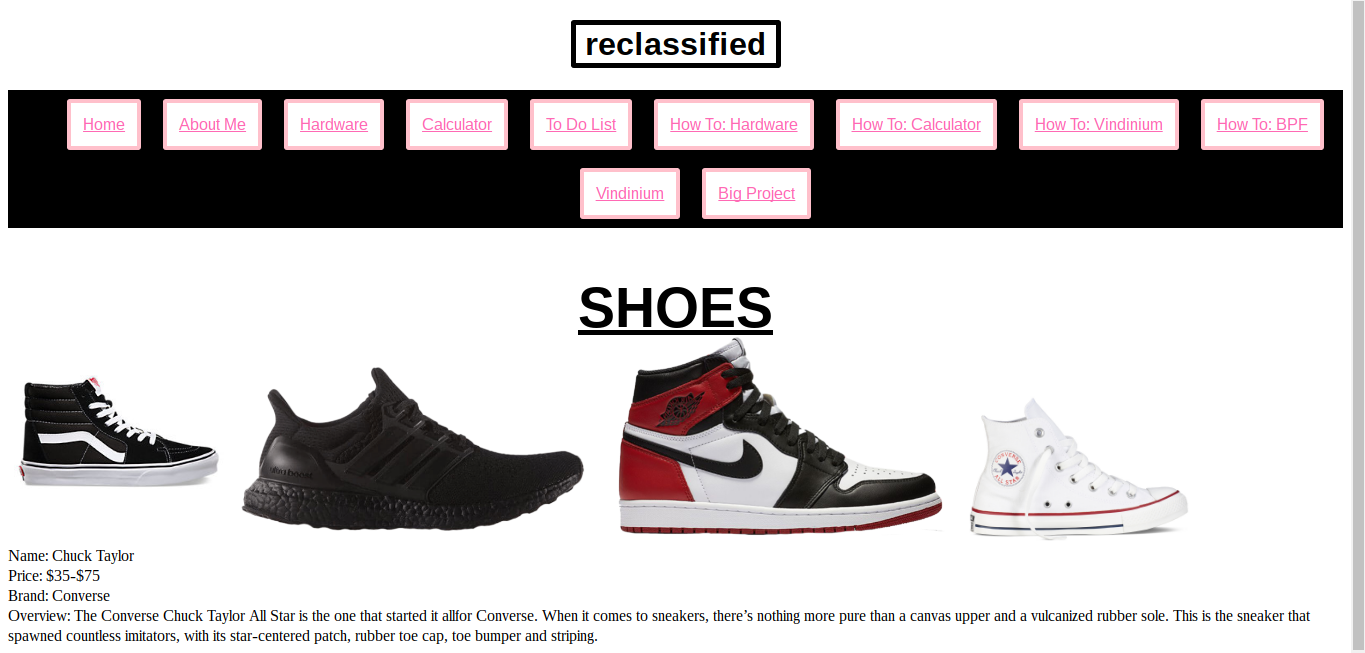 reclassified
Home About Me Hardware Calculator To Do List How To: Hardware How To: Calculator How To: Vindinium How To: BPF
Vindinium Big Project
SHOES
CONVERSE
ALL STAR
Name: Chuck Taylor
Price: $35-$75
Brand: Converse
Overview: The Converse Chuck Taylor All Star is the one that started it allfor Converse. When it comes to sneakers, there’s nothing more pure than a canvas upper and a vulcanized rubber sole. This is the sneaker that
spawned countless imitators, with its star-centered patch, rubber toe cap, toe bumper and striping.